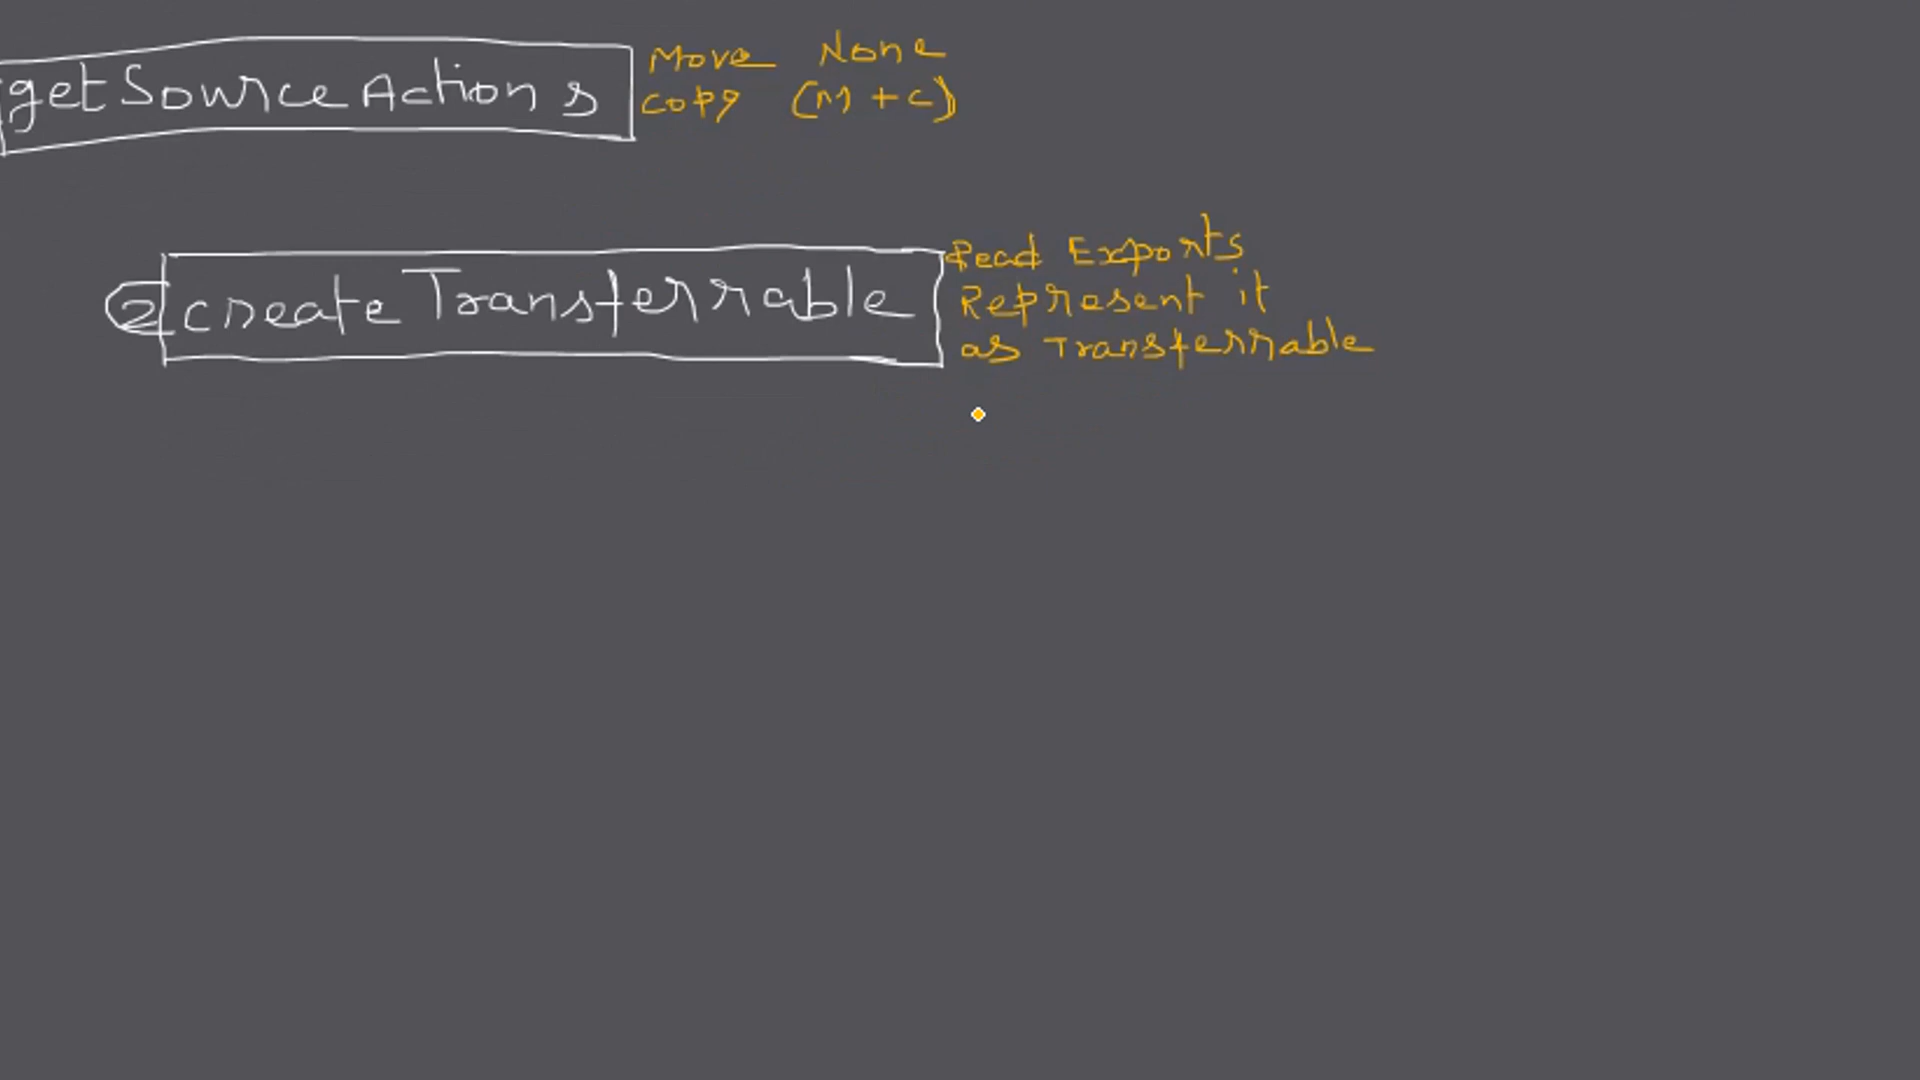 getSourceActions
Move None
copy (M + C)
② createTransferrable
Read Exports
Represent it
as Transferrable